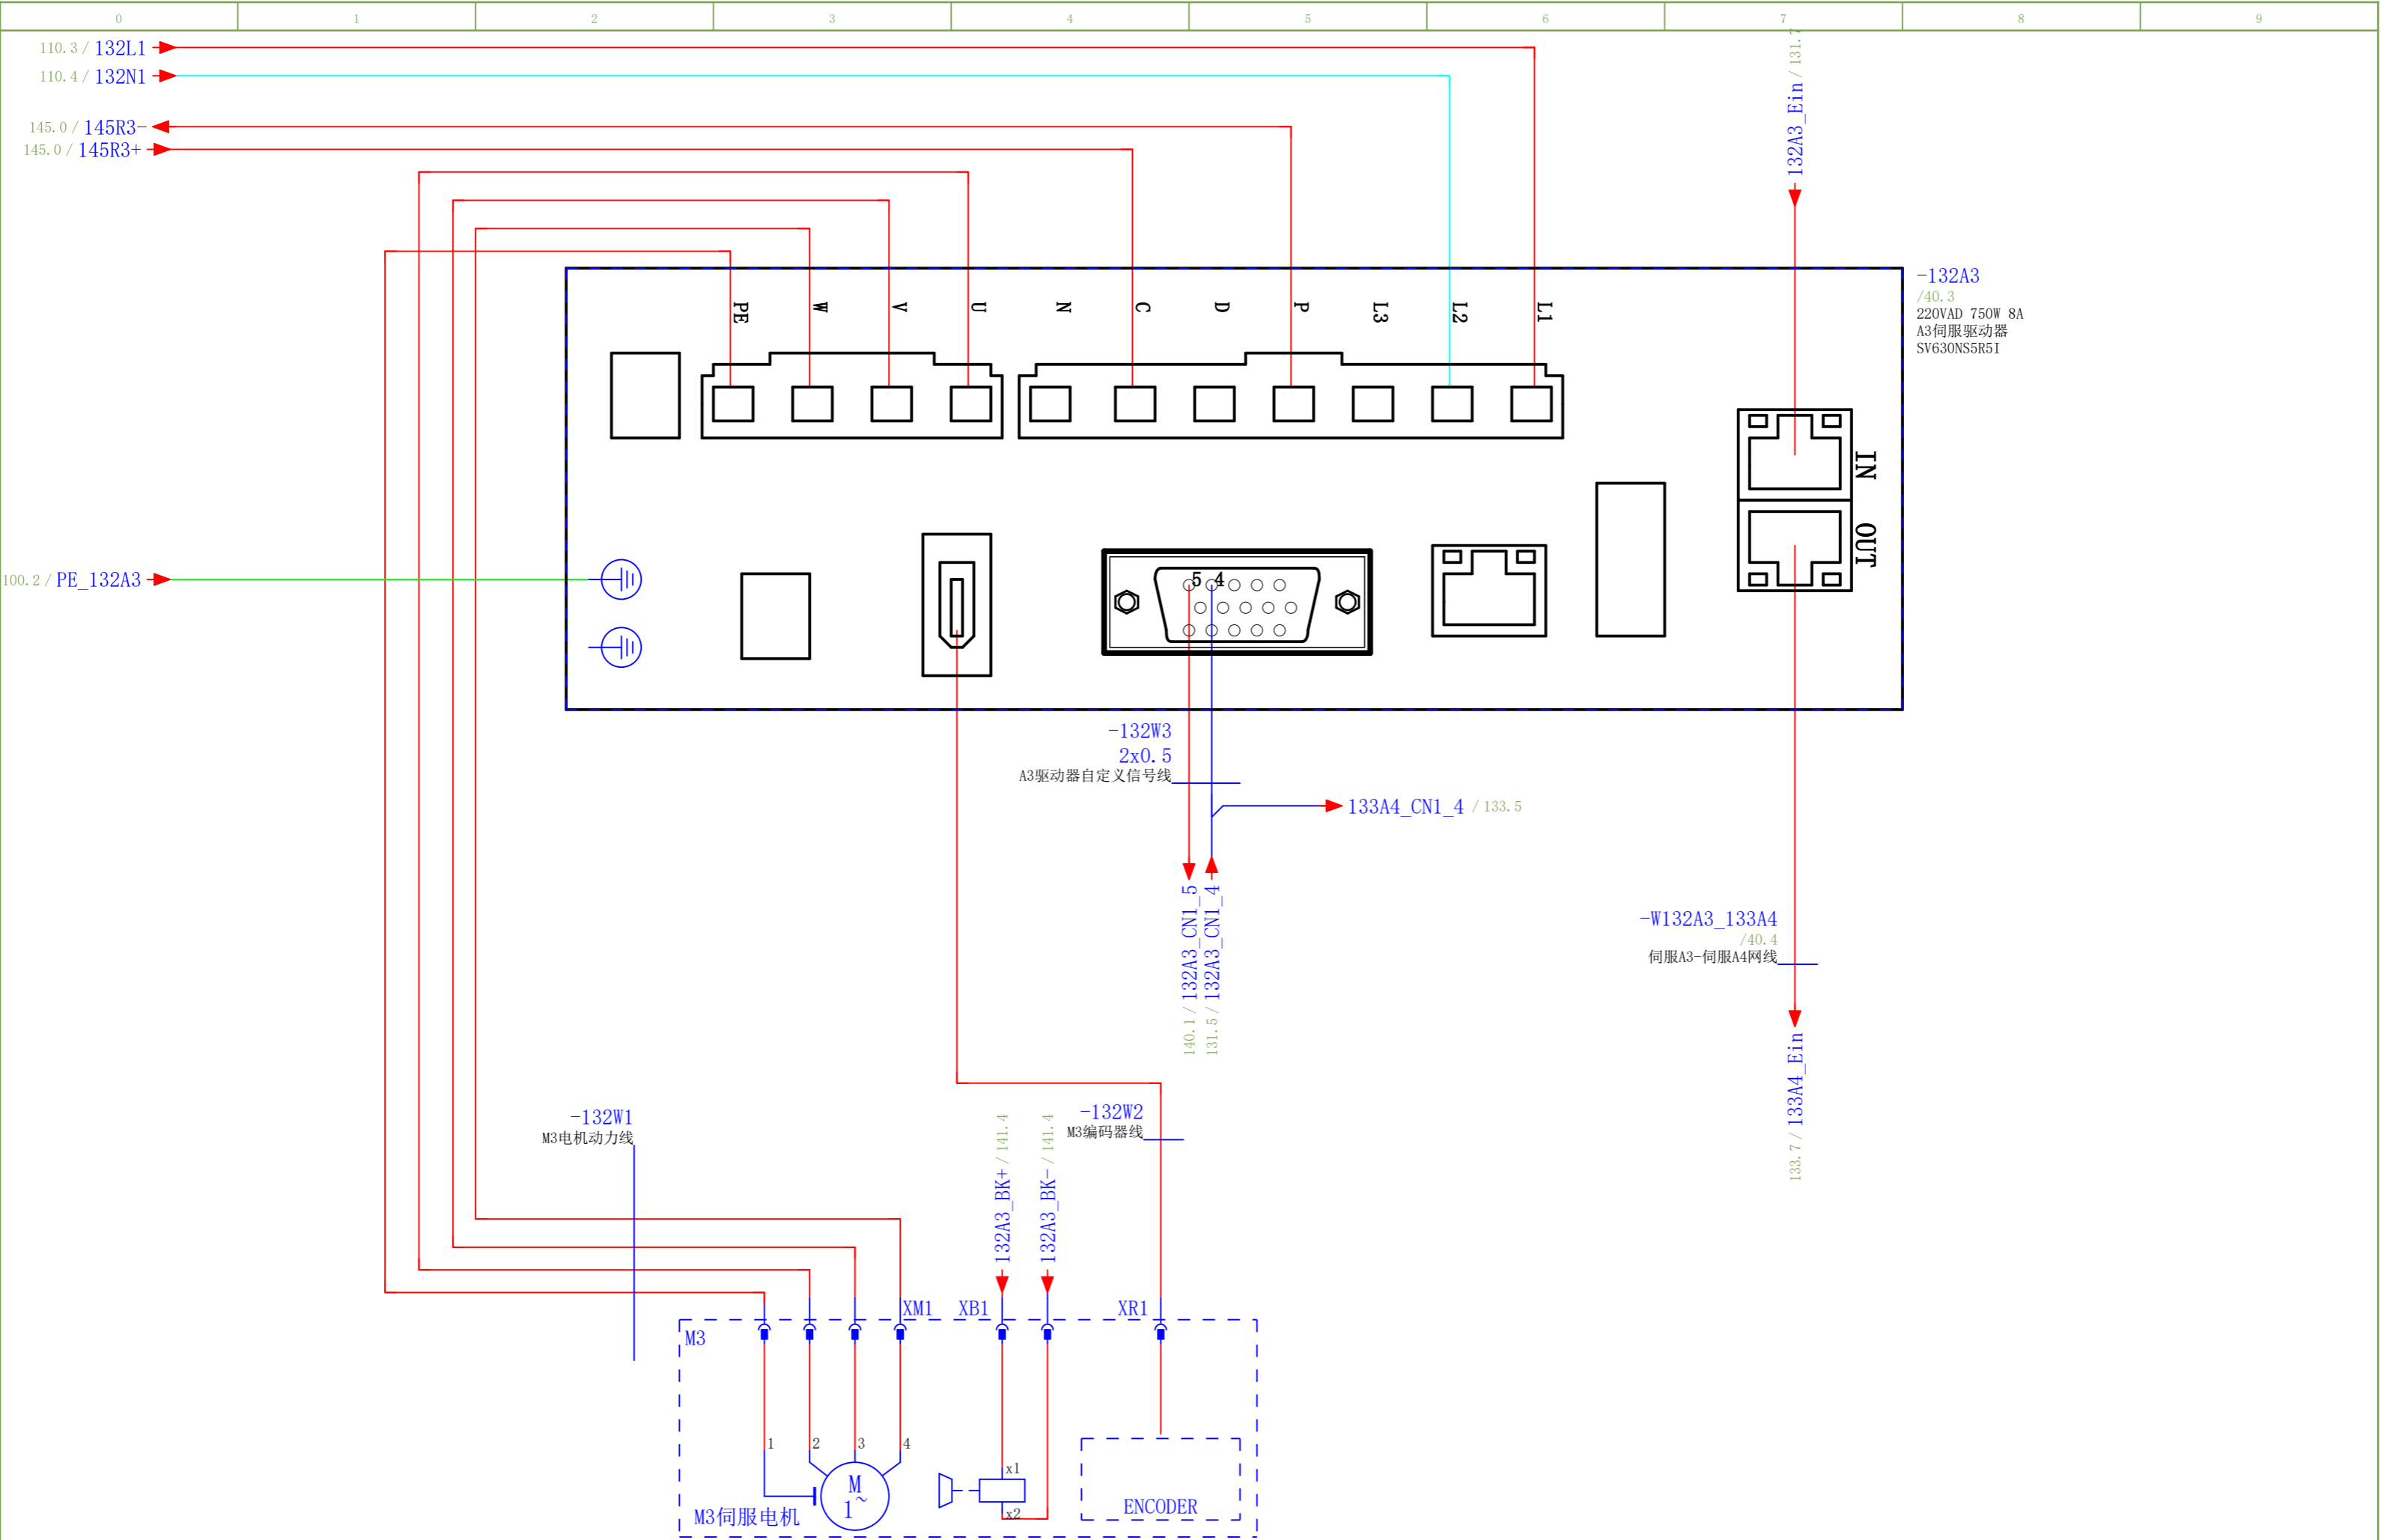 0 1 2 3 4 5 6 7 8 9
110.3 / 132L1
110.4 / 132N1
145.0 / 145R3-
145.0 / 145R3+
132A3_Ein / 131.7
-132A3
/40.3
220VAD 750W 8A
A3伺服驱动器
SV630NS5R5I
PE W V U N C D P L3 L2 L1
IN
OUT
100.2 / PE_132A3
5 4
-132W3
2x0.5
A3驱动器自定义信号线
133A4_CN1_4 / 133.5
140.1 / 132A3_CN1_5
131.5 / 132A3_CN1_4
-W132A3_133A4
/40.4
伺服A3-伺服A4网线
133.7 / 133A4_Ein
-132W1
M3电机动力线
132A3_BK+ / 141.4
132A3_BK- / 141.4
-132W2
M3编码器线
XM1 XB1 XR1
M3
1 2 3 4
M
1~
M3伺服电机
x1
x2
ENCODER